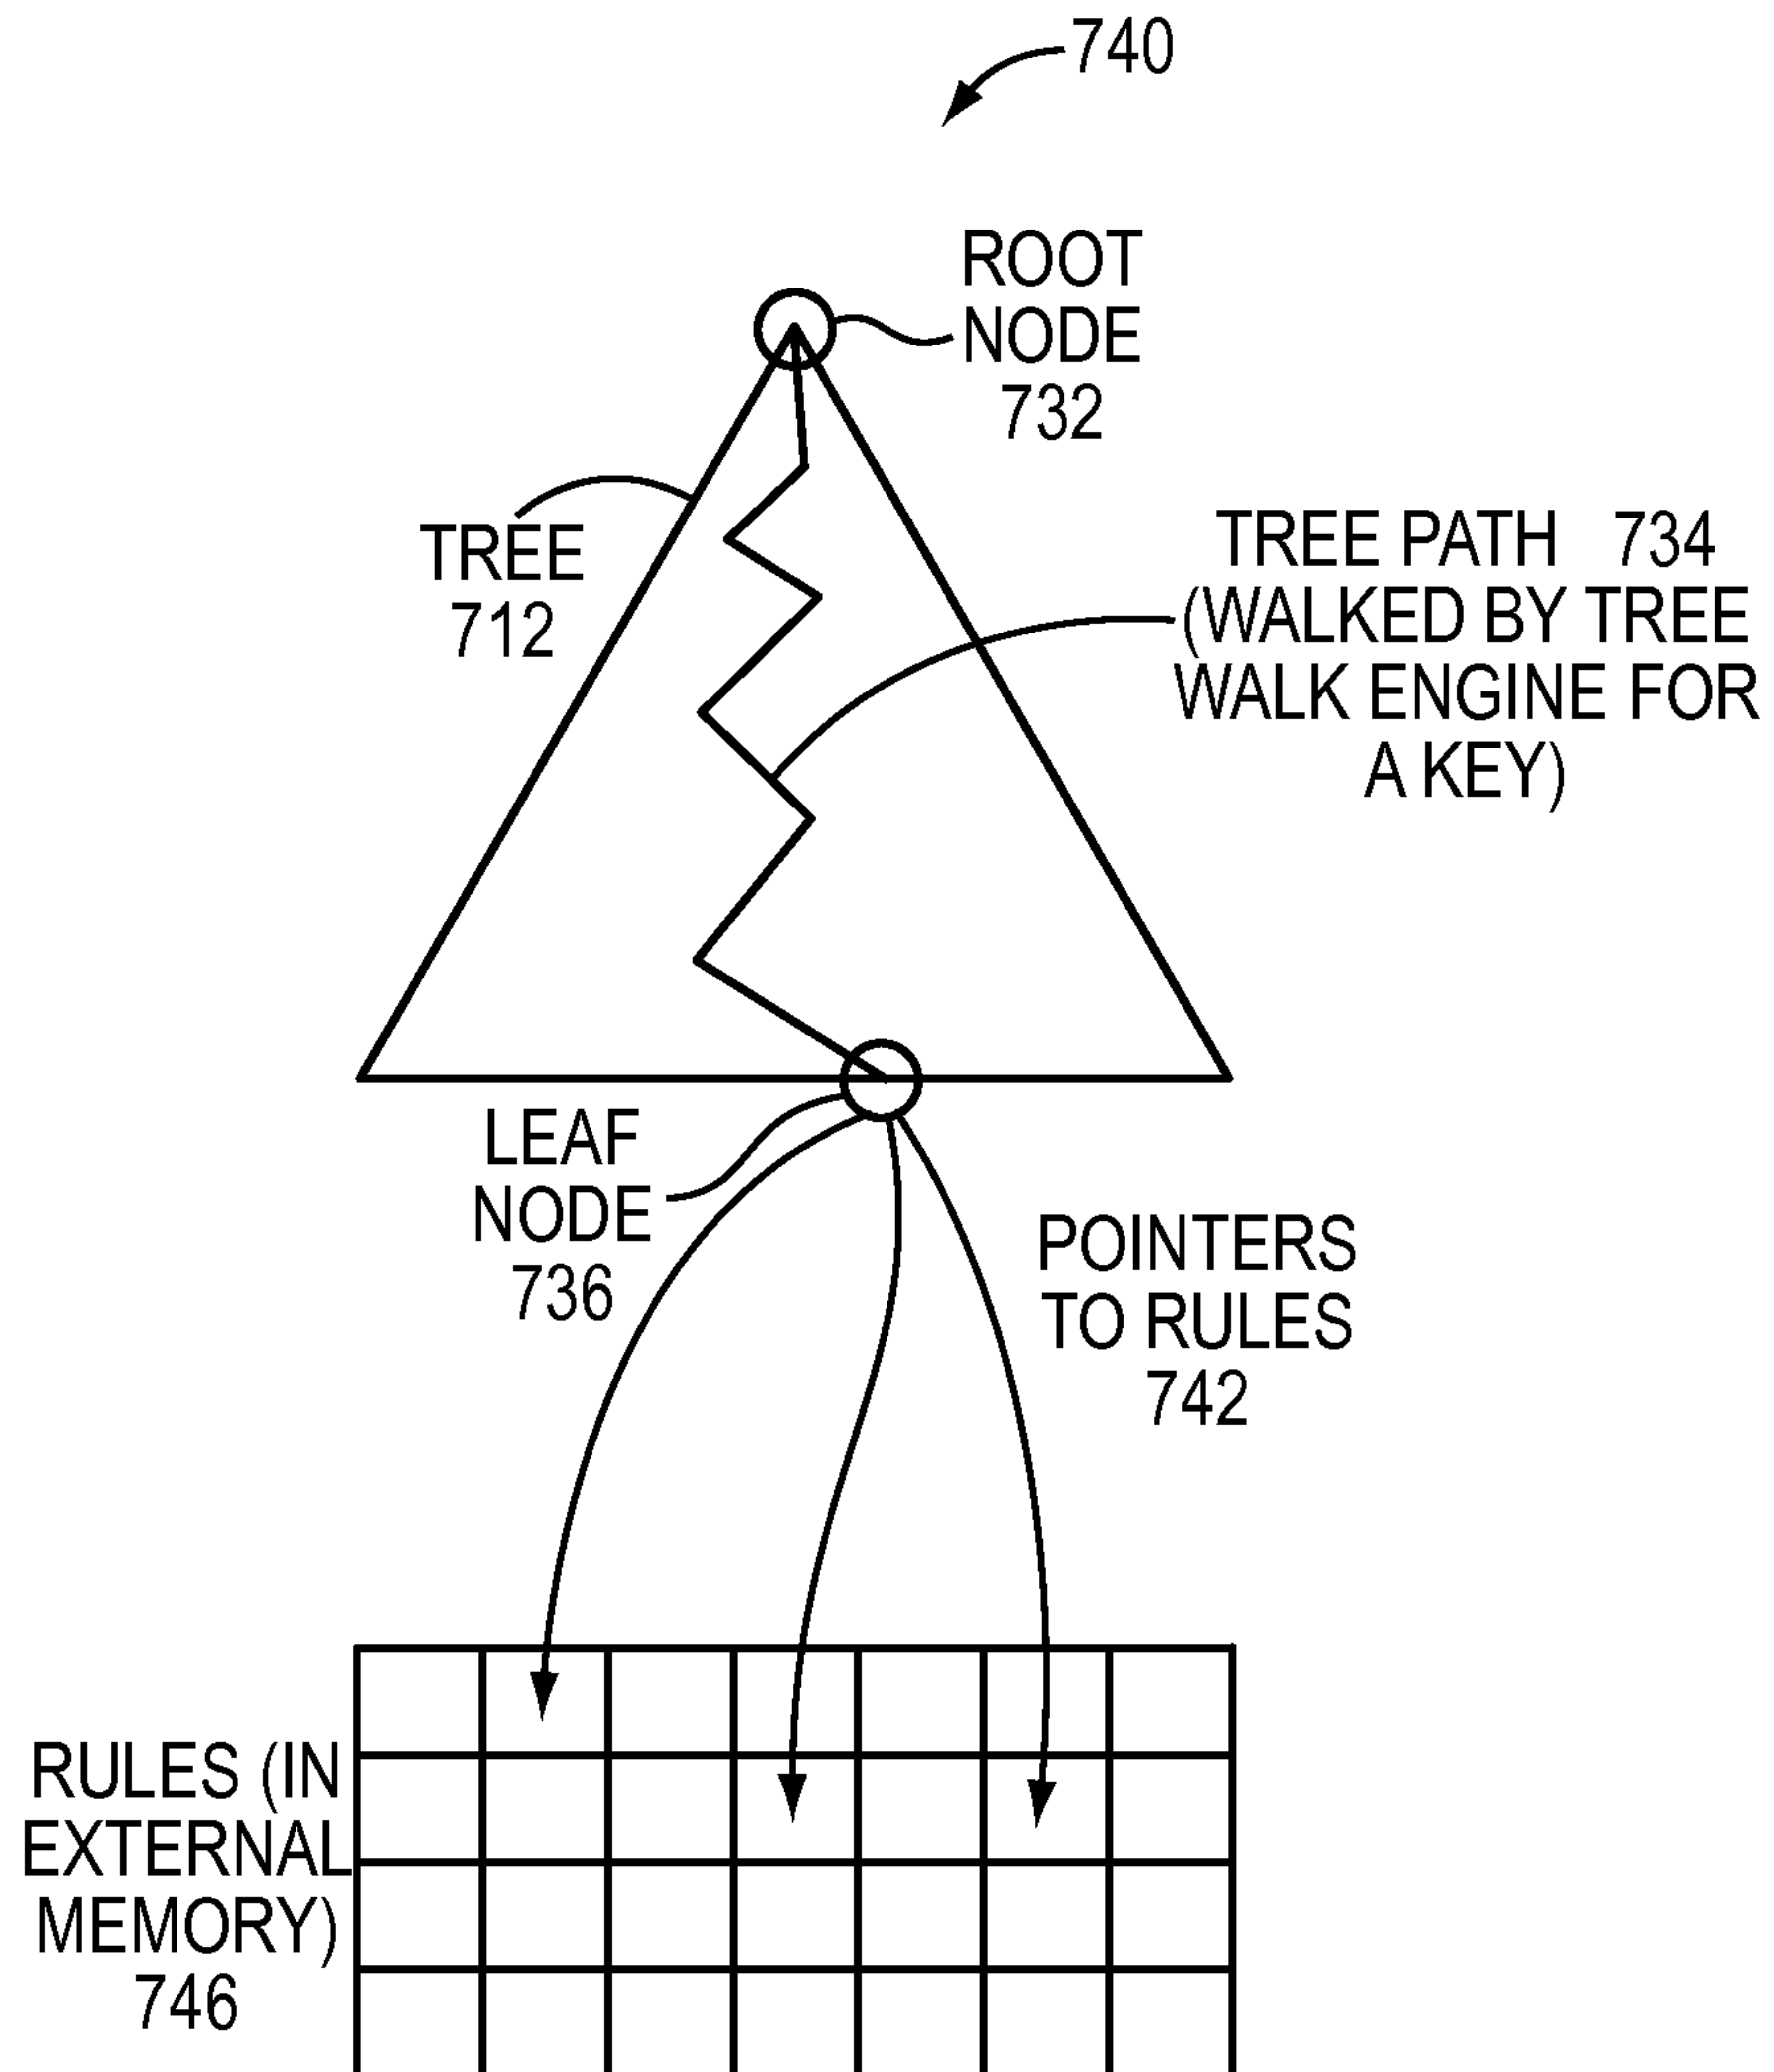 740
ROOT
NODE
732
TREE
712
TREE PATH 734
(WALKED BY TREE
WALK ENGINE FOR
A KEY)
LEAF
NODE
736
POINTERS
TO RULES
742
RULES (IN
EXTERNAL
MEMORY)
746